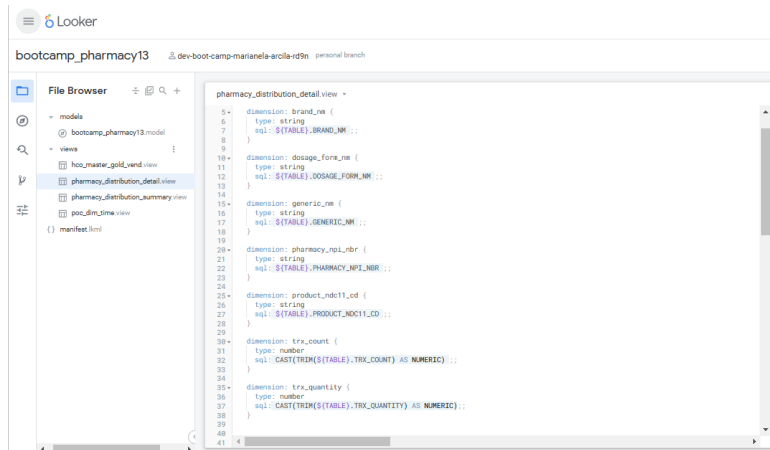 Looker
bootcamp_pharmacy13
dev-boot-camp-marianela-arcila-rd9n personal branch
File Browser
models
bootcamp_pharmacy13.model
views
hco_master_gold_vend.view
pharmacy_distribution_detail.view
pharmacy_distribution_summary.view
poc_dim_time.view
{} manifest.lkml
pharmacy_distribution_detail.view
5 dimension: brand_nm {
6 type: string
7 sql: ${TABLE}.BRAND_NM ;;
8 }
9
10 dimension: dosage_form_nm {
11 type: string
12 sql: ${TABLE}.DOSAGE_FORM_NM ;;
13 }
14
15 dimension: generic_nm {
16 type: string
17 sql: ${TABLE}.GENERIC_NM ;;
18 }
19
20 dimension: pharmacy_npi_nbr {
21 type: string
22 sql: ${TABLE}.PHARMACY_NPI_NBR ;;
23 }
24
25 dimension: product_ndc11_cd {
26 type: string
27 sql: ${TABLE}.PRODUCT_NDC11_CD ;;
28 }
29
30 dimension: trx_count {
31 type: number
32 sql: CAST(TRIM(${TABLE}.TRX_COUNT) AS NUMERIC) ;;
33 }
34
35 dimension: trx_quantity {
36 type: number
37 sql: CAST(TRIM(${TABLE}.TRX_QUANTITY) AS NUMERIC) ;;
38 }
39
40
41